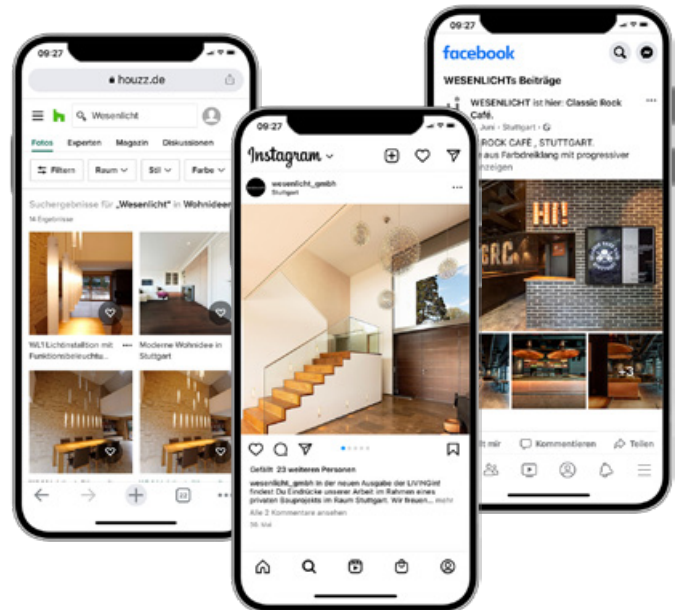 09:27
houzz.de
Wesenlicht
Fotos Experten Magazin Diskussionen
Filtern Raum Stil Farbe
Suchergebnisse für „Wesenlicht" in Wohnideen
14 Ergebnisse
Moderne Wohnidee in
Stuttgart
09:27
Instagram
wesenlicht_gmbh
Stuttgart
Gefällt 23 weiteren Personen
wesenlicht_gmbh In der neuen Ausgabe der
findest Du Eindrücke unserer Arbeit im Rahmen eines
privaten Bauprojekts im Raum Stuttgart. Wir freuen... mehr
Alle 2 Kommentare ansehen
09:27
facebook
WESENLICHTs Beiträge
WESENLICHT ist hier: Classic Rock
Café.
Juni · Stuttgart
ROCK CAFÉ, STUTTGART.
aus Farbdreiklang mit progressiver
HI!
+3
Kommentieren Teilen